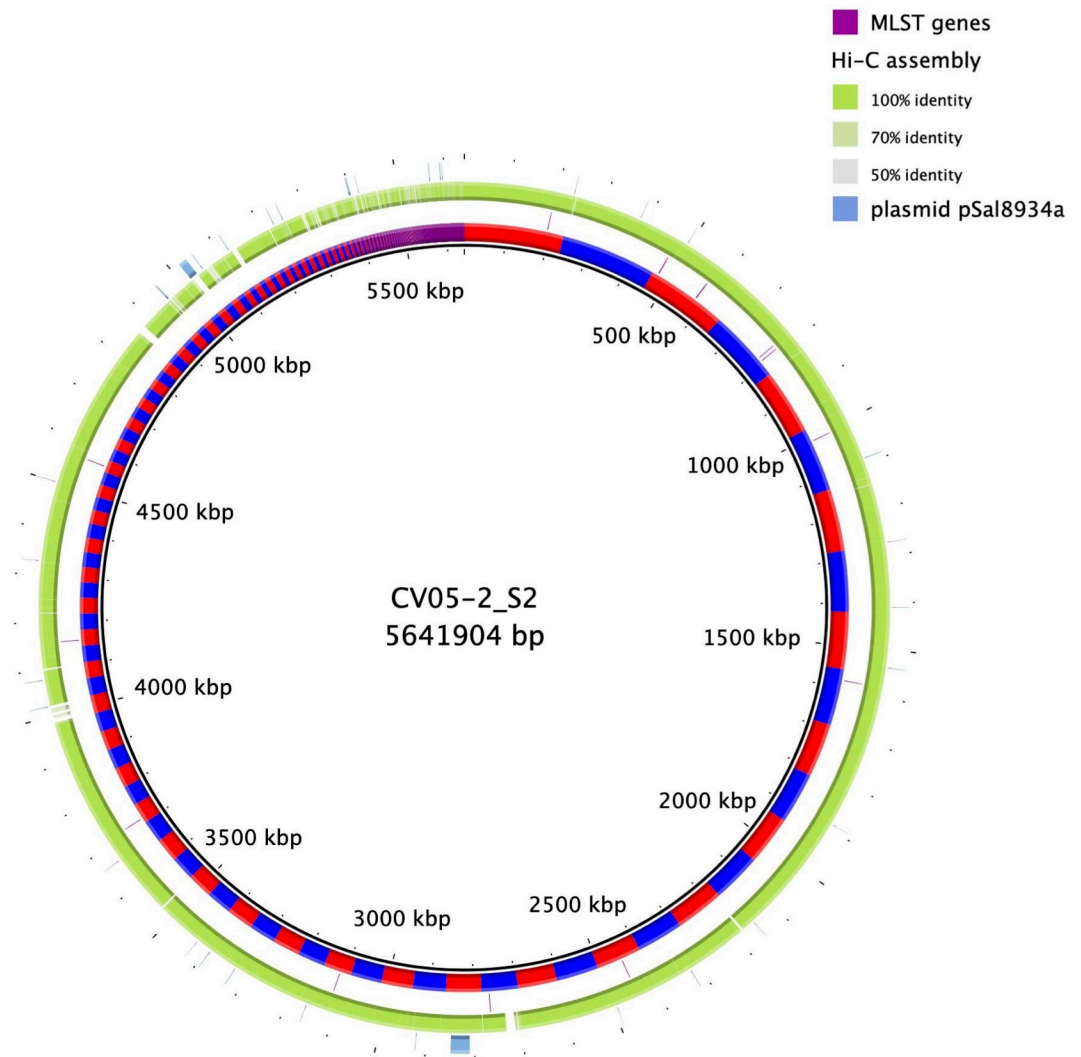 MLST genes
Hi-C assembly
100% identity
70% identity
50% identity
plasmid pSal8934a
5500 kbp
500 kbp
5000 kbp
1000 kbp
4500 kbp
CV05-2_S2
5641904 bp
1500 kbp
4000 kbp
2000 kbp
3500 kbp
2500 kbp
3000 kbp